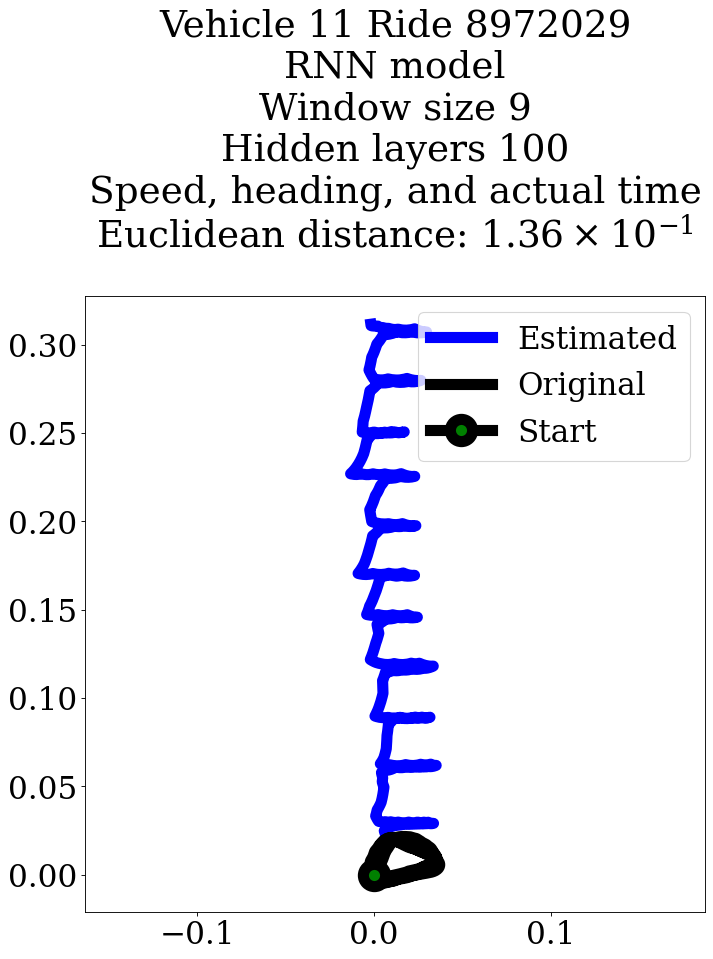 Vehicle 11 Ride 8972029
RNN model
Window size 9
Hidden layers 100
Speed, heading, and actual time
Euclidean distance: 1.36 × 10⁻¹
Estimated
Original
Start
0.30
0.25
0.20
0.15
0.10
0.05
0.00
−0.1
0.0
0.1